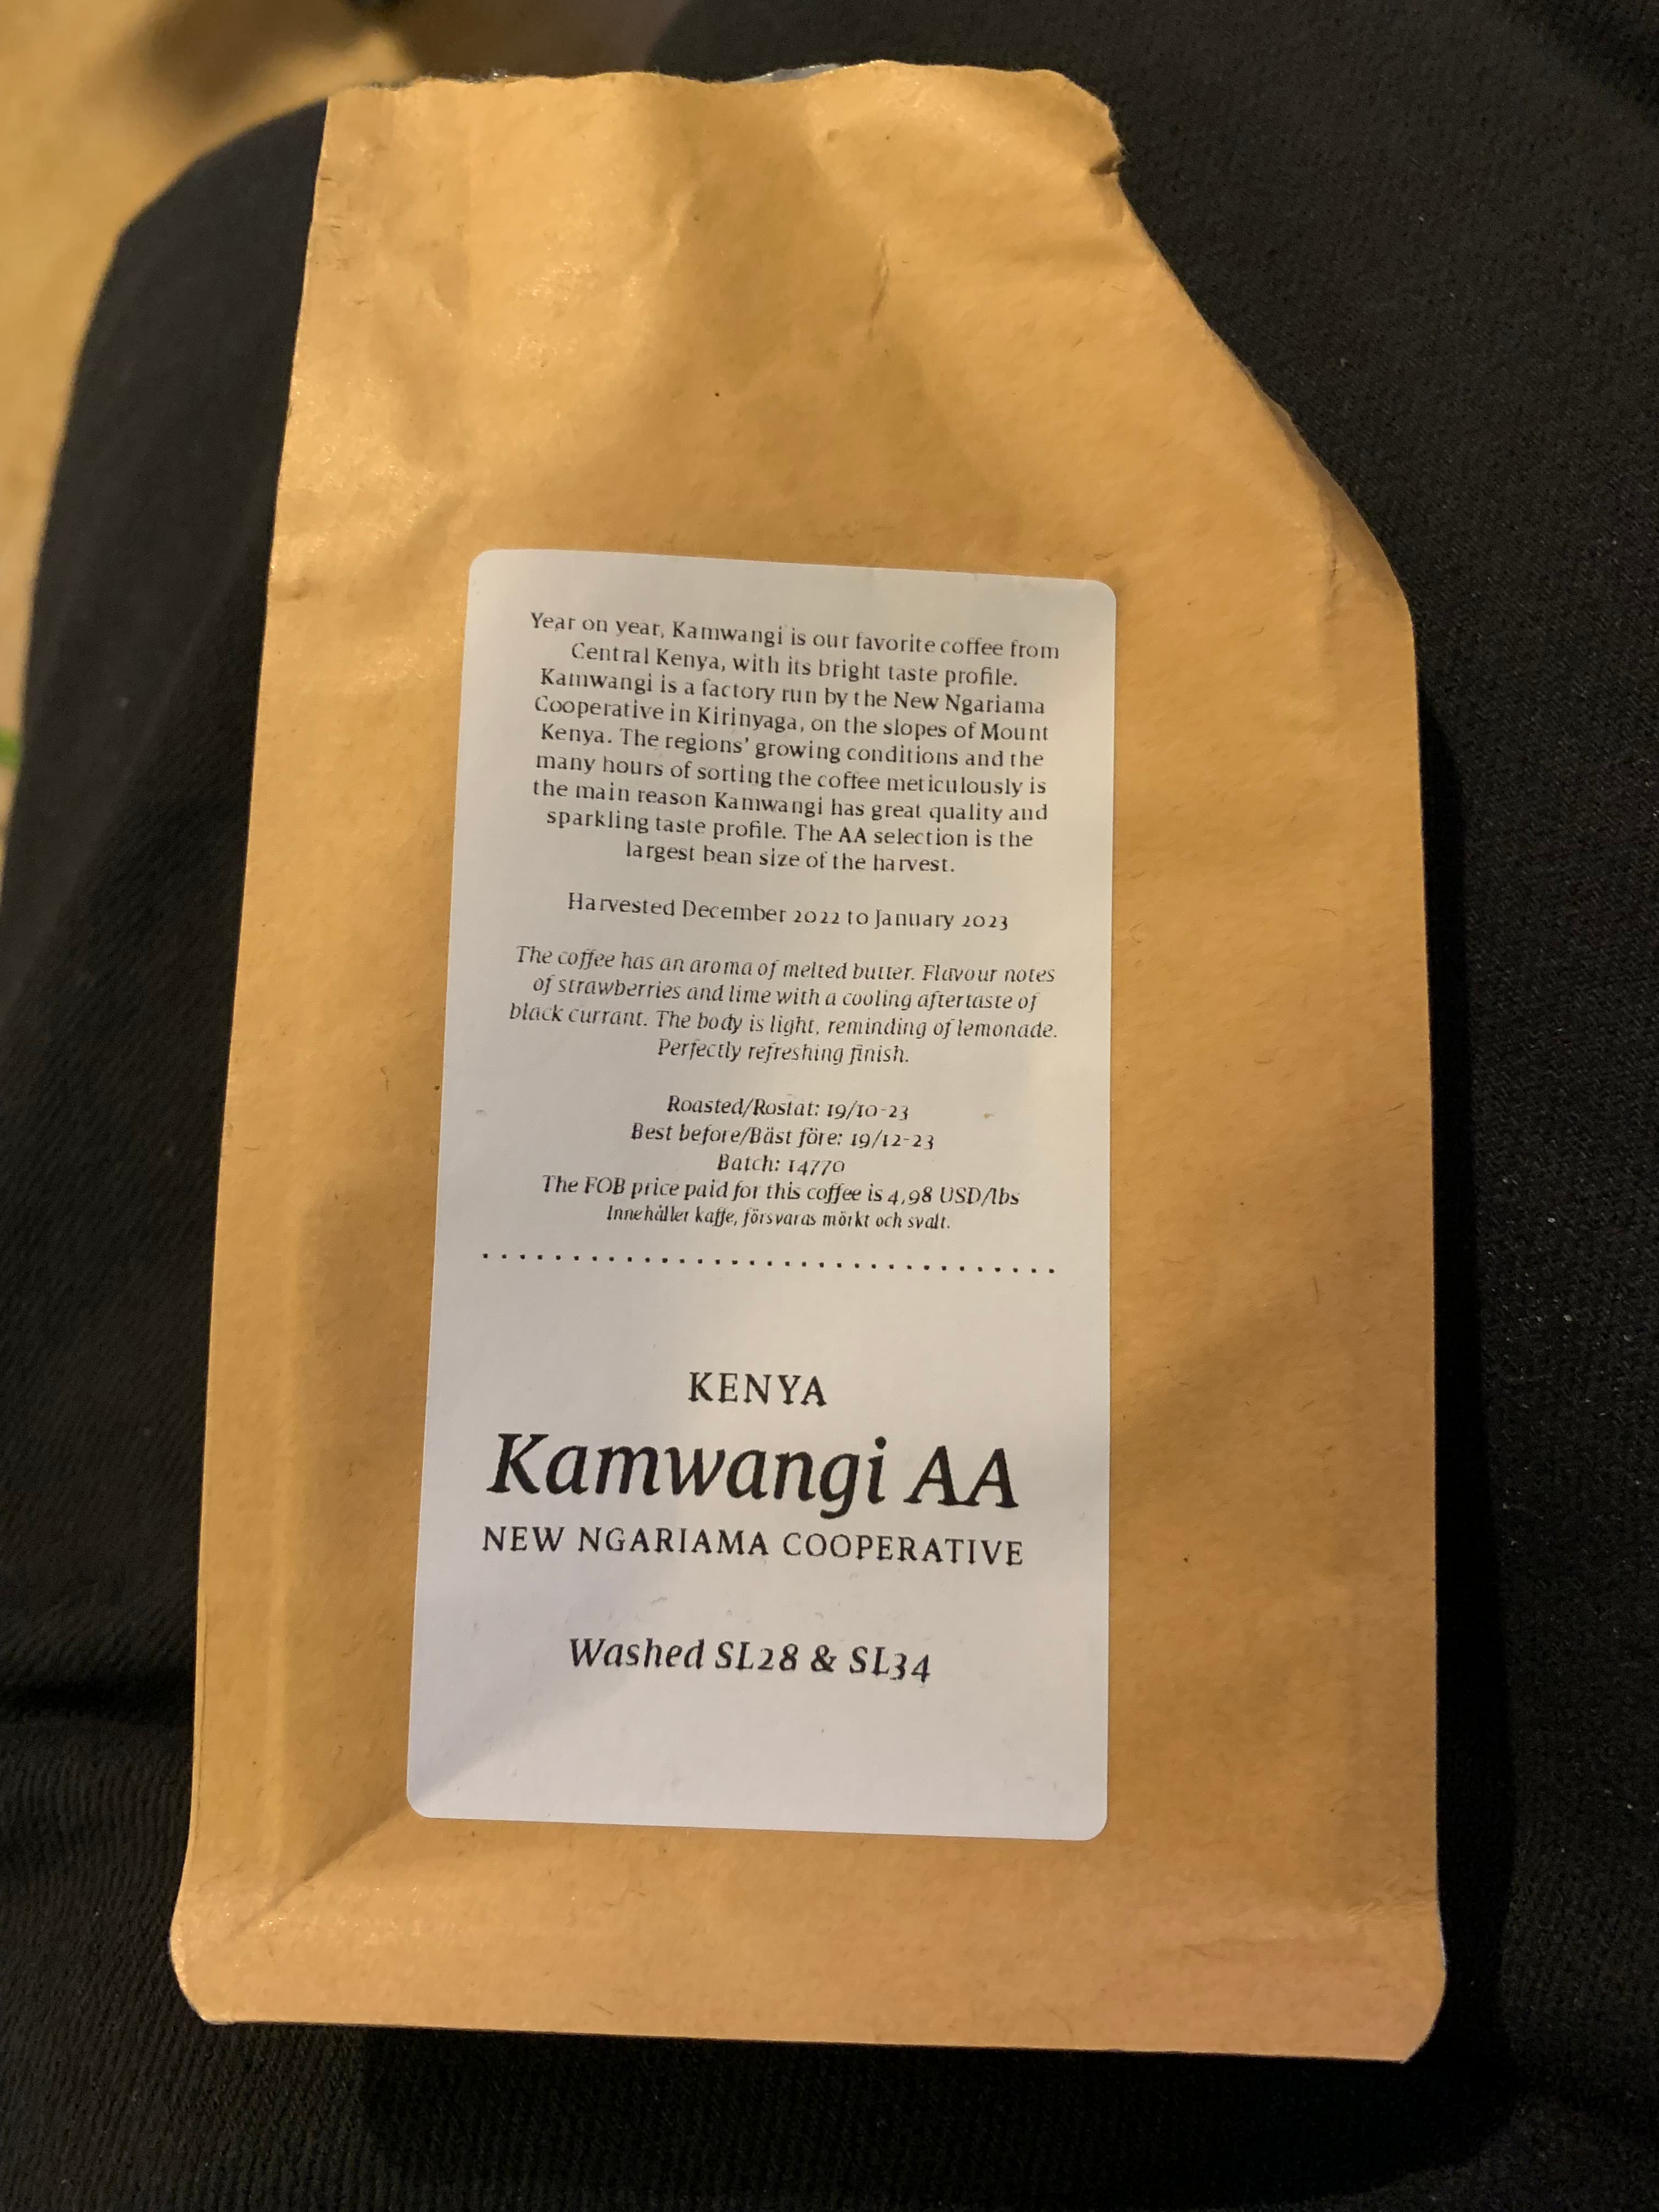 Year on year, Kamwangi is our favorite coffee from
Central Kenya, with its bright taste profile.
Kamwangi is a factory run by the New Ngariama
Cooperative in Kirinyaga, on the slopes of Mount
Kenya. The regions' growing conditions and the
many hours of sorting the coffee meticulously is
the main reason Kamwangi has great quality and
sparkling taste profile. The AA selection is the
largest bean size of the harvest.
Harvested December 2022 to January 2023
The coffee has an aroma of melted butter. Flavour notes
of strawberries and lime with a cooling aftertaste of
black currant. The body is light, reminding of lemonade.
Perfectly refreshing finish.
Roasted/Rostat: 19/10-23
Best before/Bäst före: 19/12-23
Batch: 14770
The FOB price paid for this coffee is 4,98 USD/lbs
Innehåller kaffe, försvaras mörkt och svalt.
KENYA
Kamwangi AA
NEW NGARIAMA COOPERATIVE
Washed SL28 & SL34